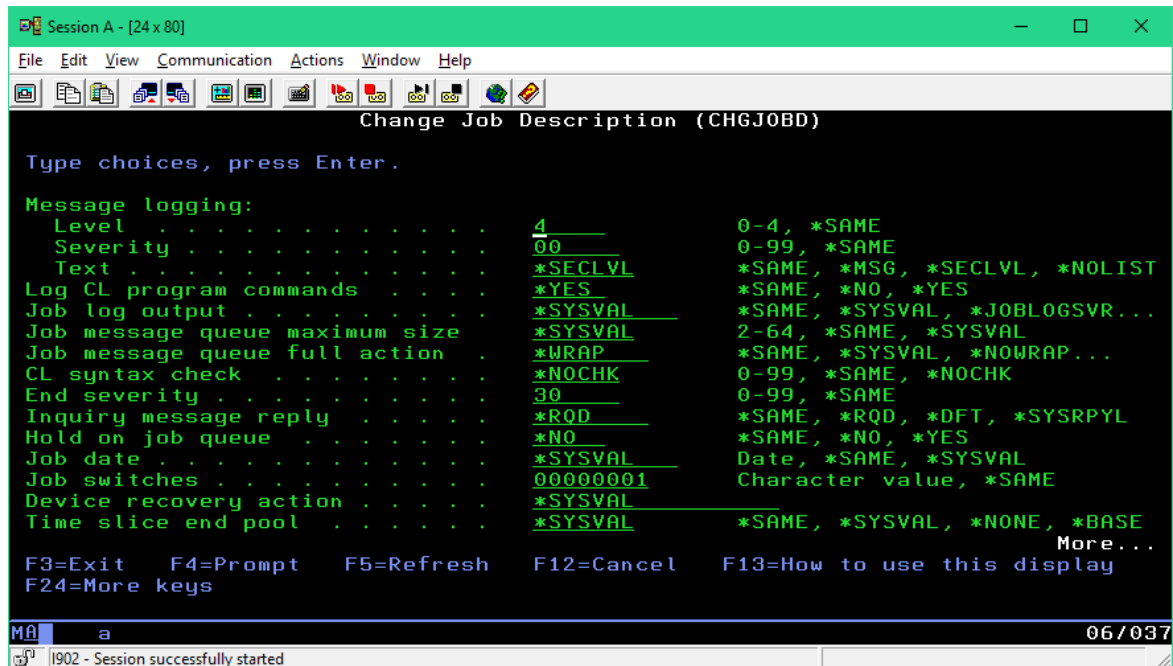 Session A - [24 x 80]
File Edit View Communication Actions Window Help
Change Job Description (CHGJOBD)
Type choices, press Enter.
Message logging:
Level . . . . . . . . . . . . 4 0-4, *SAME
Severity . . . . . . . . . . . 00 0-99, *SAME
Text . . . . . . . . . . . . . *SECLVL *SAME, *MSG, *SECLVL, *NOLIST
Log CL program commands . . . . *YES *SAME, *NO, *YES
Job log output . . . . . . . . . *SYSVAL *SAME, *SYSVAL, *JOBLOGSVR...
Job message queue maximum size *SYSVAL 2-64, *SAME, *SYSVAL
Job message queue full action . *WRAP *SAME, *SYSVAL, *NOWRAP...
CL syntax check . . . . . . . . *NOCHK 0-99, *SAME, *NOCHK
End severity . . . . . . . . . . 30 0-99, *SAME
Inquiry message reply . . . . . *RQD *SAME, *RQD, *DFT, *SYSRPYL
Hold on job queue . . . . . . . *NO *SAME, *NO, *YES
Job date . . . . . . . . . . . . *SYSVAL Date, *SAME, *SYSVAL
Job switches . . . . . . . . . . 00000001 Character value, *SAME
Device recovery action . . . . . *SYSVAL
Time slice end pool . . . . . . *SYSVAL *SAME, *SYSVAL, *NONE, *BASE
More...
F3=Exit F4=Prompt F5=Refresh F12=Cancel F13=How to use this display
F24=More keys
MA a 06/037
I902 - Session successfully started